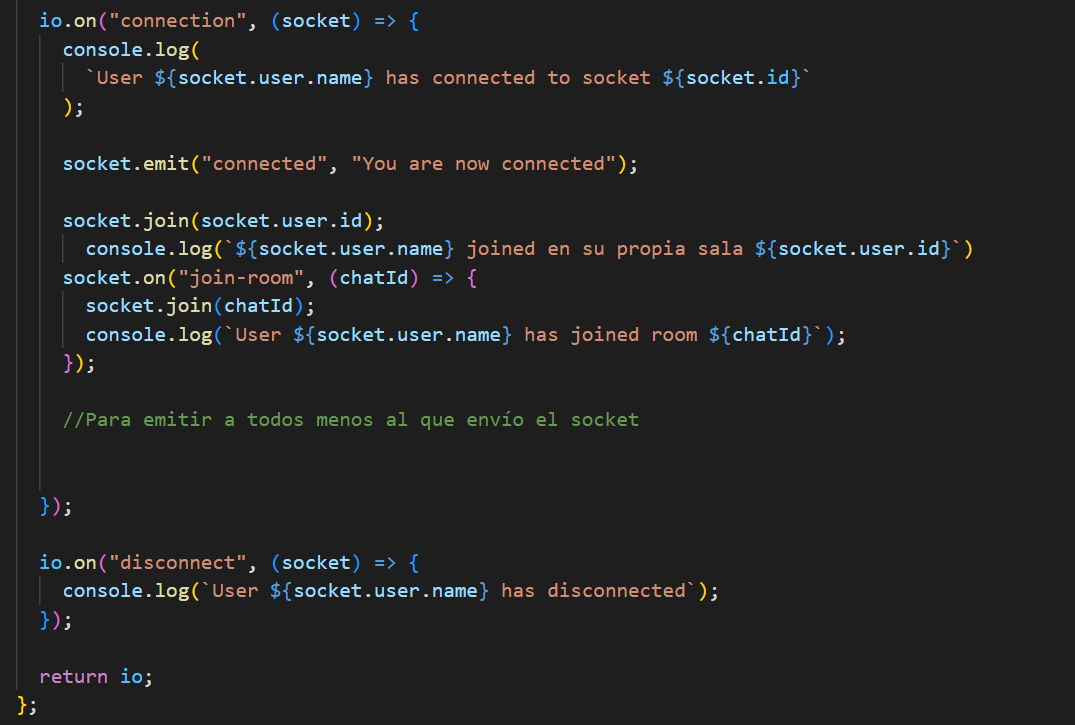 io.on("connection", (socket) => {
console.log(
`User ${socket.user.name} has connected to socket ${socket.id}`
);
socket.emit("connected", "You are now connected");
socket.join(socket.user.id);
console.log(`${socket.user.name} joined en su propia sala ${socket.user.id}`)
socket.on("join-room", (chatId) => {
socket.join(chatId);
console.log(`User ${socket.user.name} has joined room ${chatId}`);
});
//Para emitir a todos menos al que envío el socket
});
io.on("disconnect", (socket) => {
console.log(`User ${socket.user.name} has disconnected`);
});
return io;
};